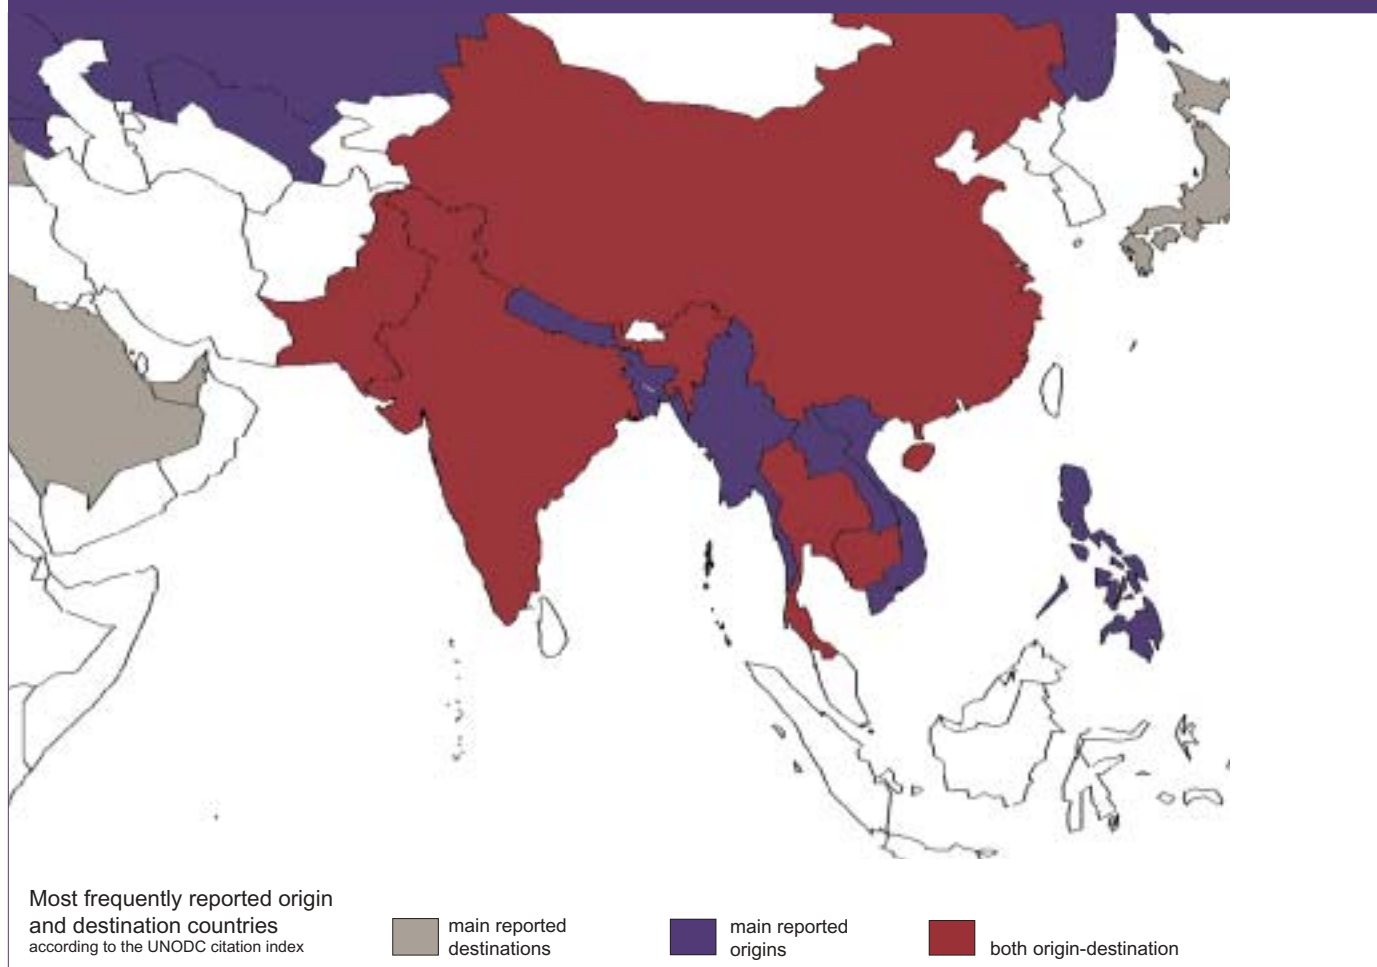 Most frequently reported origin
and destination countries
according to the UNODC citation index
main reported
destinations
main reported
origins
both origin-destination